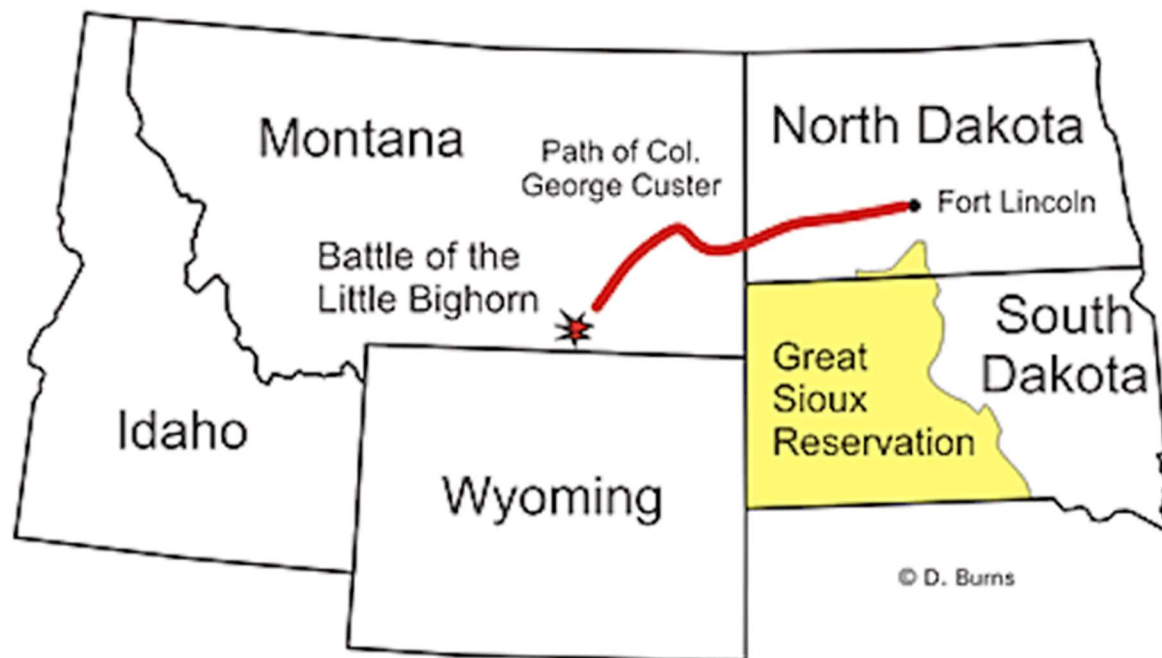 Montana
Path of Col.
George Custer
North Dakota
Fort Lincoln
Battle of the
Little Bighorn
South
Dakota
Great
Sioux
Reservation
Idaho
Wyoming
© D. Burns